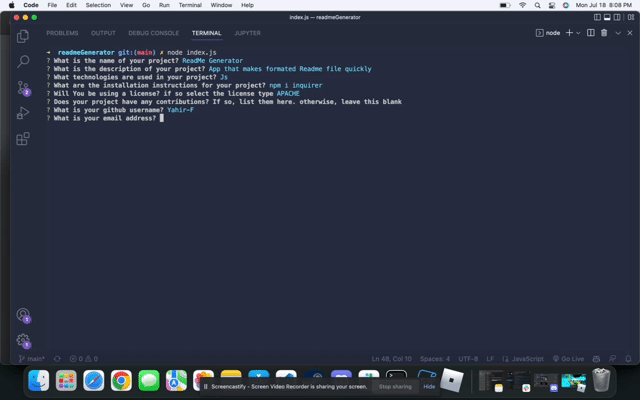 Code File Edit Selection View Go Run Terminal Window Help Mon Jul 18 8:08 PM
index.js — readmeGenerator
PROBLEMS OUTPUT DEBUG CONSOLE TERMINAL JUPYTER node
→ readmeGenerator git:(main) ✗ node index.js
? What is the name of your project? ReadMe Generator
? What is the description of your project? App that makes formated Readme file quickly
? What technologies are used in your project? Js
? What are the installation instructions for your project? npm i inquirer
? Will You be using a license? if so select the license type APACHE
? Does your project have any contributions? If so, list them here. otherwise, leave this blank
? What is your github username? Yahir-F
? What is your email address?
2
1
1
main* 0 0 Ln 48, Col 10 Spaces: 4 UTF-8 LF JavaScript Go Live
Screencastify - Screen Video Recorder is sharing your screen. Stop sharing Hide